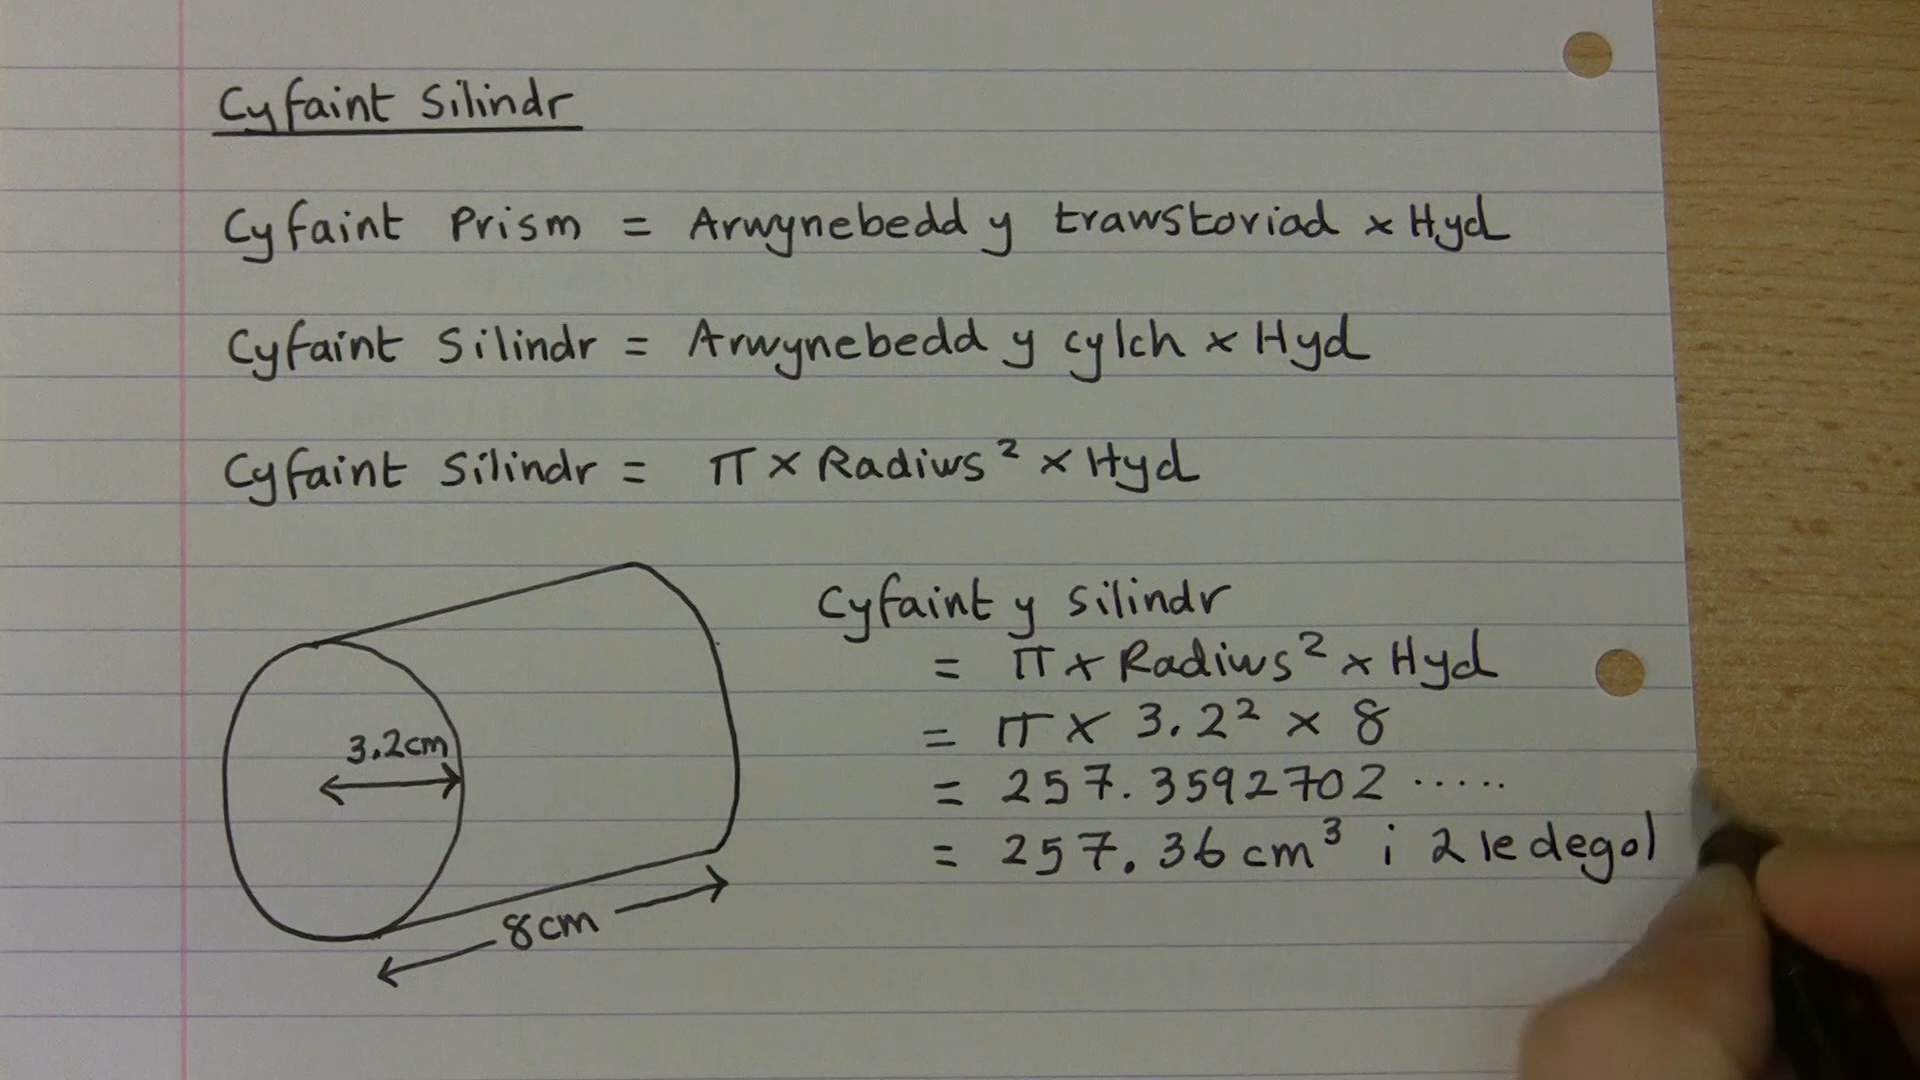 Cyfaint Silindr
Cyfaint Prism = Arwynebedd y trawstoriad × Hyd
Cyfaint Silindr = Arwynebedd y cylch × Hyd
Cyfaint Silindr = π × Radiws² × Hyd
3.2cm
8cm
Cyfaint y silindr
= π × Radiws² × Hyd
= π × 3.2² × 8
= 257.3592702 .....
= 257.36 cm³ i 2 le degol